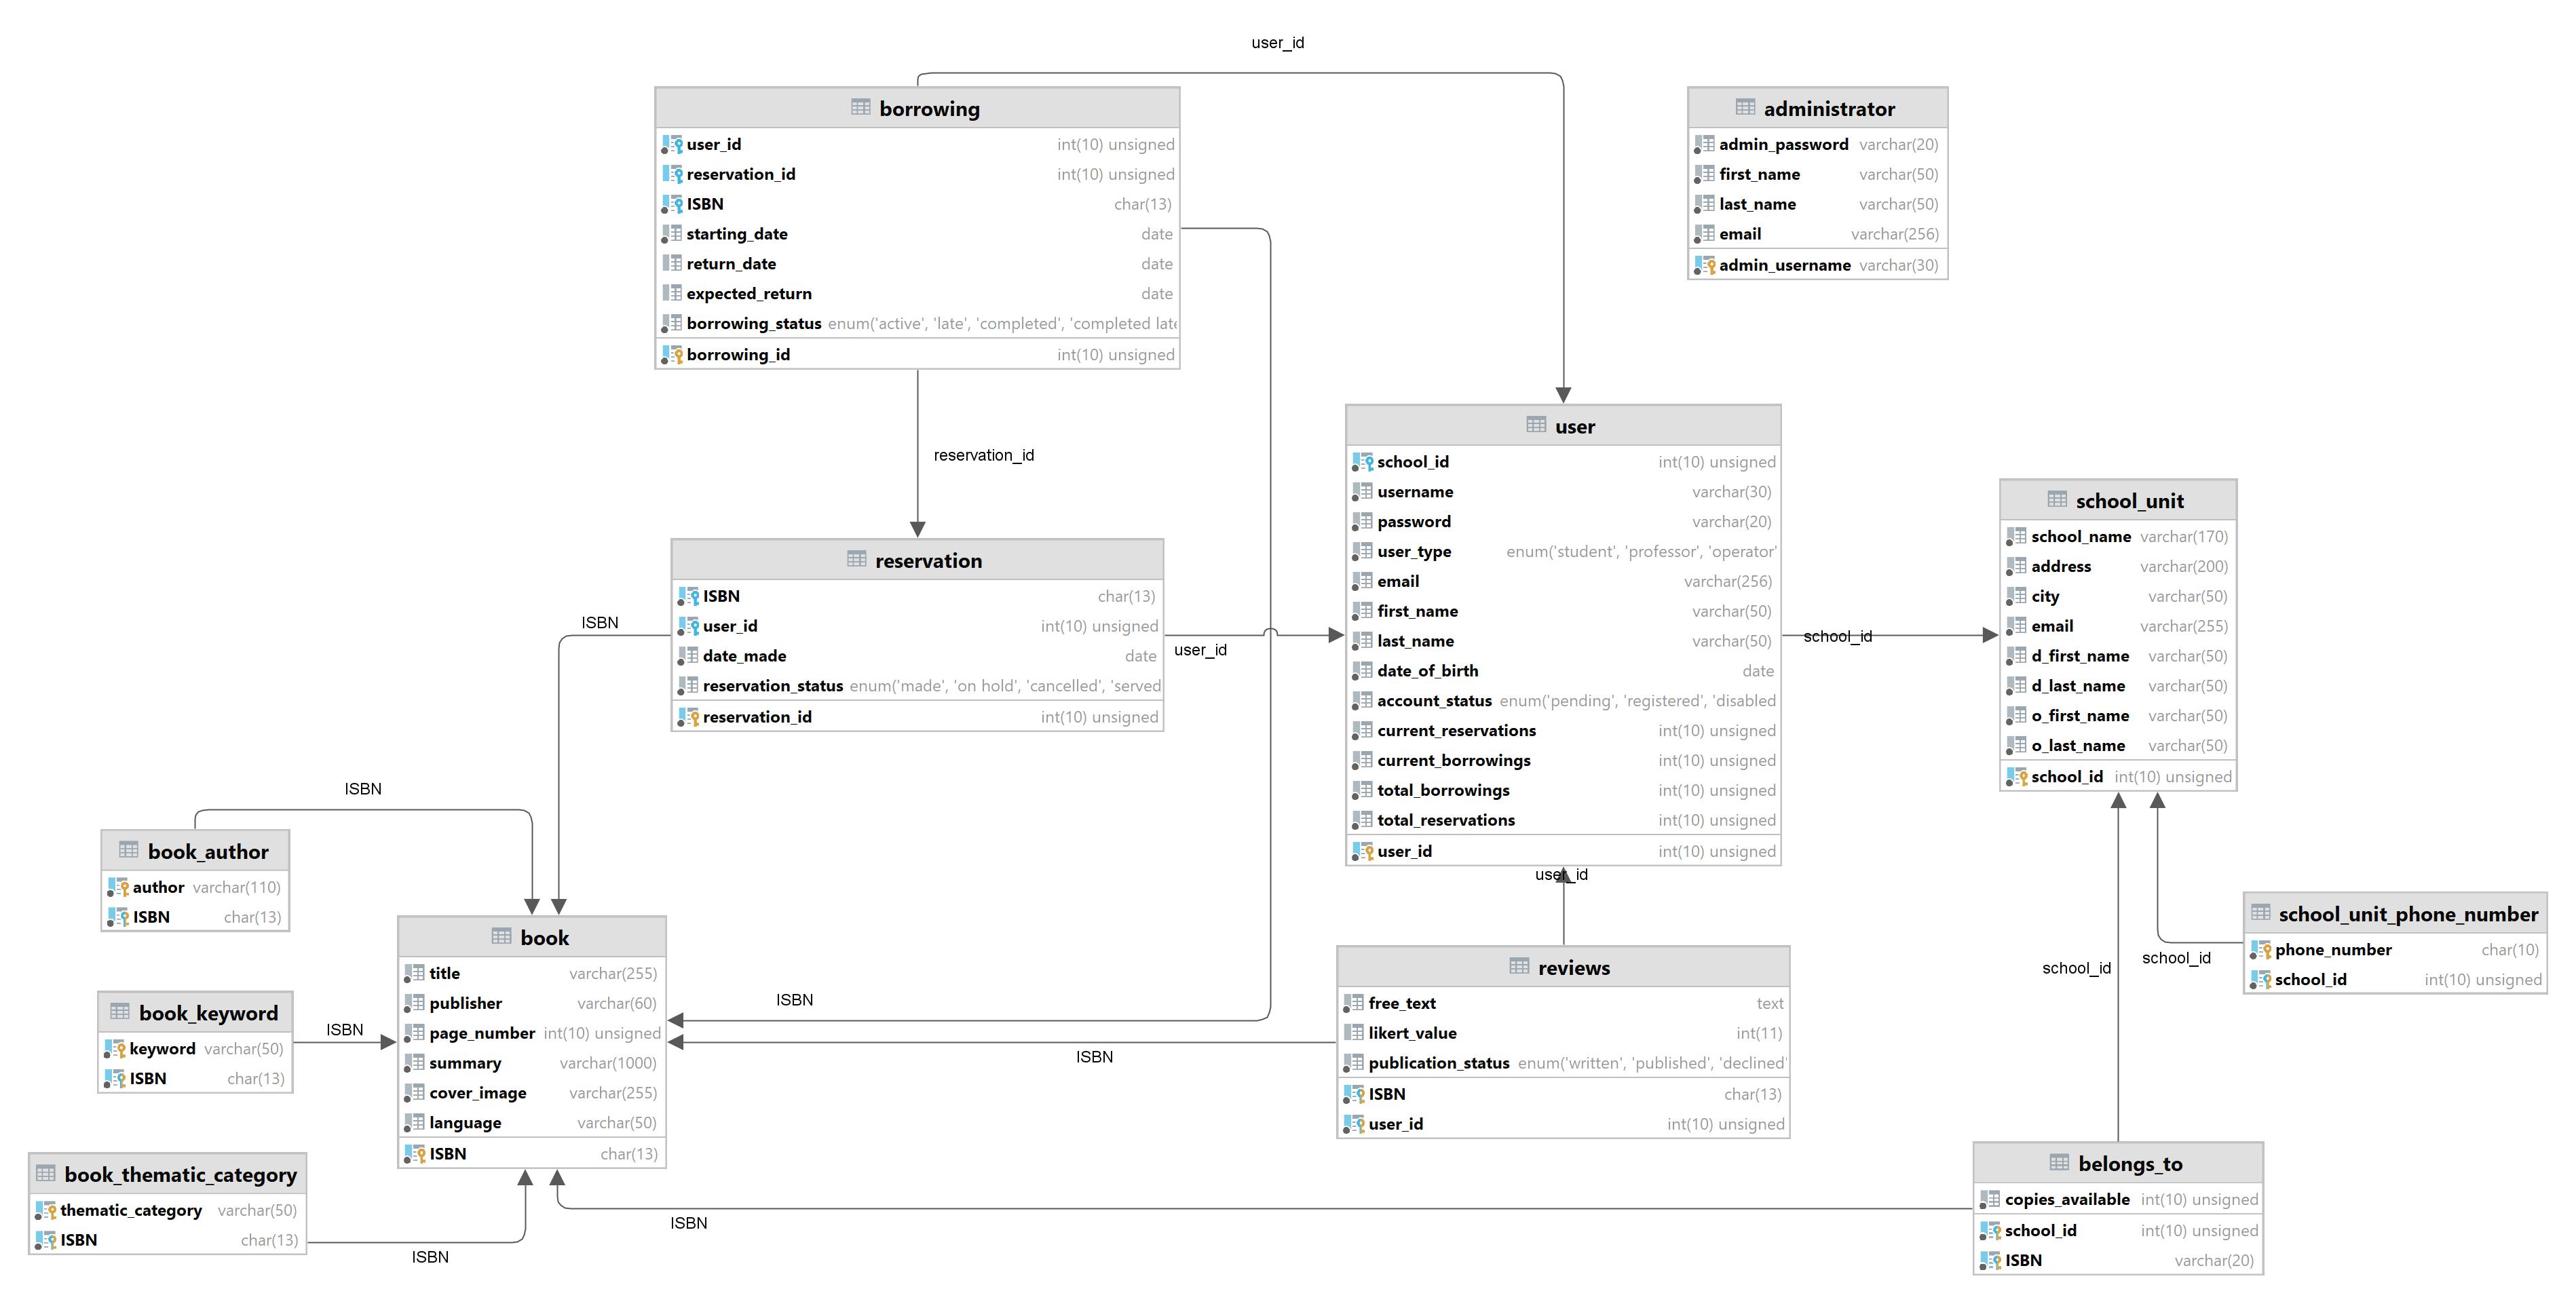 user_id
borrowing
user_id int(10) unsigned
reservation_id int(10) unsigned
ISBN char(13)
starting_date date
return_date date
expected_return date
borrowing_status enum('active', 'late', 'completed', 'completed late
borrowing_id int(10) unsigned
administrator
admin_password varchar(20)
first_name varchar(50)
last_name varchar(50)
email varchar(256)
admin_username varchar(30)
reservation_id
user
school_id int(10) unsigned
username varchar(30)
password varchar(20)
user_type enum('student', 'professor', 'operator'
email varchar(256)
first_name varchar(50)
last_name varchar(50)
date_of_birth date
account_status enum('pending', 'registered', 'disabled
current_reservations int(10) unsigned
current_borrowings int(10) unsigned
total_borrowings int(10) unsigned
total_reservations int(10) unsigned
user_id int(10) unsigned
school_unit
school_name varchar(170)
address varchar(200)
city varchar(50)
email varchar(255)
d_first_name varchar(50)
d_last_name varchar(50)
o_first_name varchar(50)
o_last_name varchar(50)
school_id int(10) unsigned
reservation
ISBN char(13)
user_id int(10) unsigned
date_made date
reservation_status enum('made', 'on hold', 'cancelled', 'served
reservation_id int(10) unsigned
ISBN
user_id
school_id
ISBN
book_author
author varchar(110)
ISBN char(13)
user_id
book
title varchar(255)
publisher varchar(60)
page_number int(10) unsigned
summary varchar(1000)
cover_image varchar(255)
language varchar(50)
ISBN char(13)
school_unit_phone_number
phone_number char(10)
school_id int(10) unsigned
school_id
school_id
reviews
free_text text
likert_value int(11)
publication_status enum('written', 'published', 'declined'
ISBN char(13)
user_id int(10) unsigned
book_keyword
keyword varchar(50)
ISBN char(13)
ISBN
ISBN
ISBN
book_thematic_category
thematic_category varchar(50)
ISBN char(13)
ISBN
ISBN
belongs_to
copies_available int(10) unsigned
school_id int(10) unsigned
ISBN varchar(20)